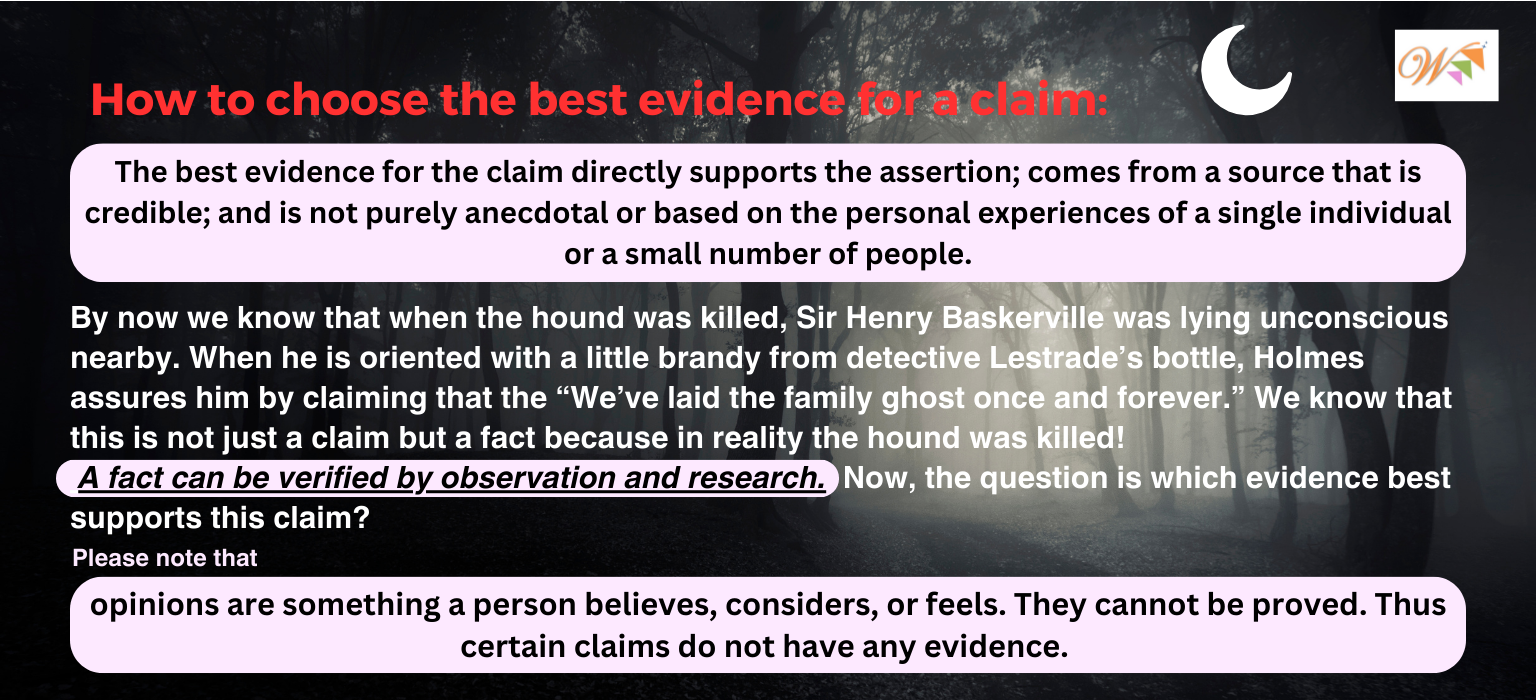 W
How to choose the best evidence for a claim:
The best evidence for the claim directly supports the assertion; comes from a source that is
credible; and is not purely anecdotal or based on the personal experiences of a single individual
or a small number of people.
By now we know that when the hound was killed, Sir Henry Baskerville was lying unconscious
nearby. When he is oriented with a little brandy from detective Lestrade’s bottle, Holmes
assures him by claiming that the “We’ve laid the family ghost once and forever.” We know that
this is not just a claim but a fact because in reality the hound was killed!
A fact can be verified by observation and research. Now, the question is which evidence best
supports this claim?
Please note that
opinions are something a person believes, considers, or feels. They cannot be proved. Thus
certain claims do not have any evidence.